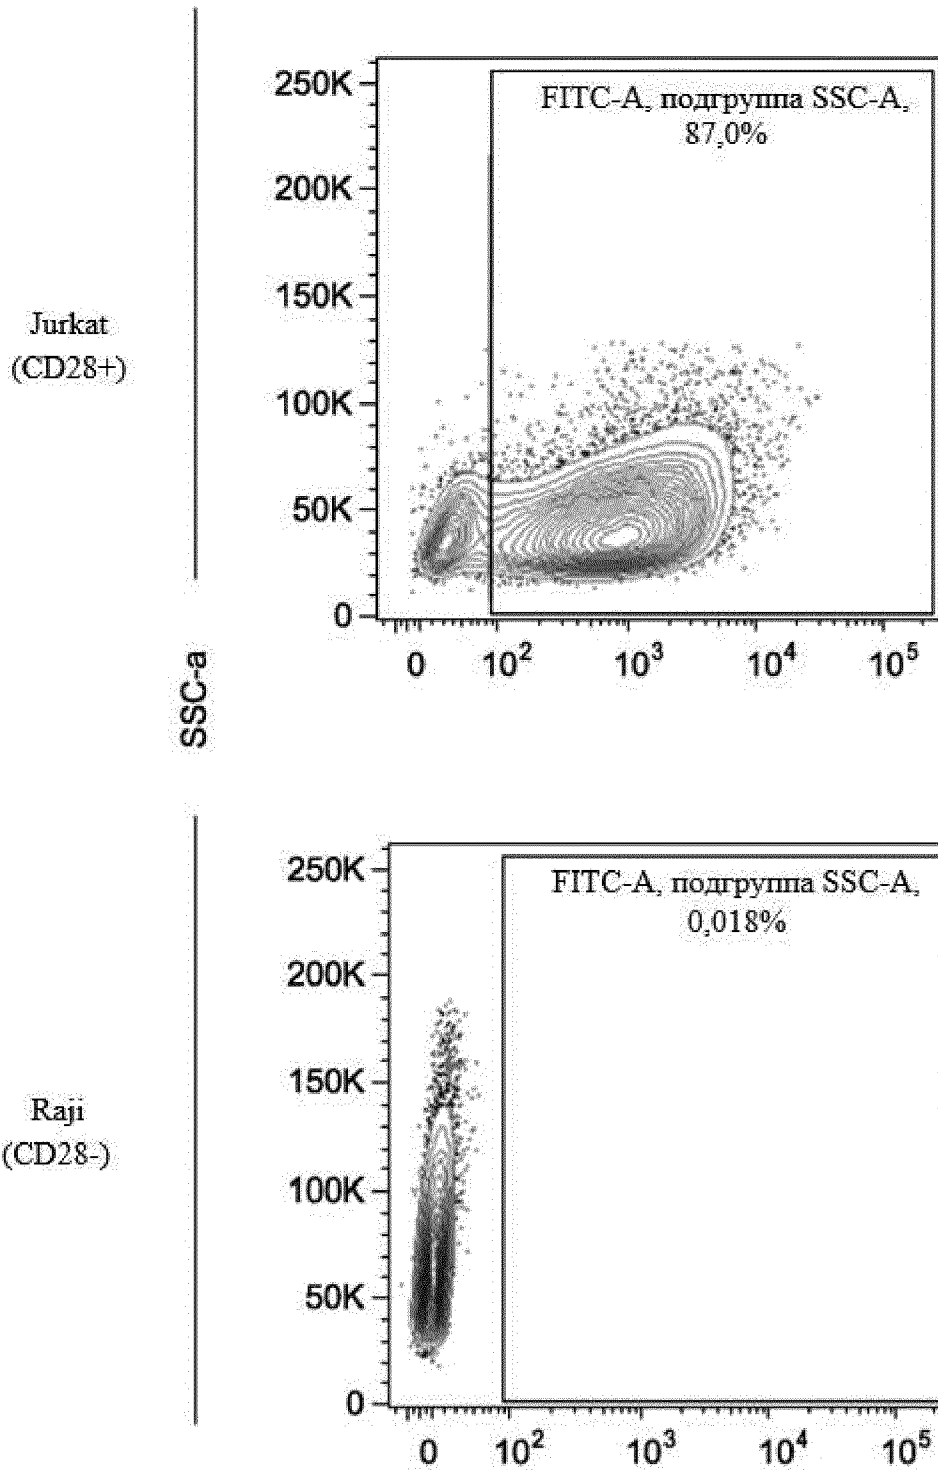 FITC-A, подгруппа SSC-A,
87,0%
250K
200K
150K
100K
50K
0
0 10² 10³ 10⁴ 10⁵
Jurkat
(CD28+)
SSC-a
FITC-A, подгруппа SSC-A,
0,018%
250K
200K
150K
100K
50K
0
0 10² 10³ 10⁴ 10⁵
Raji
(CD28-)